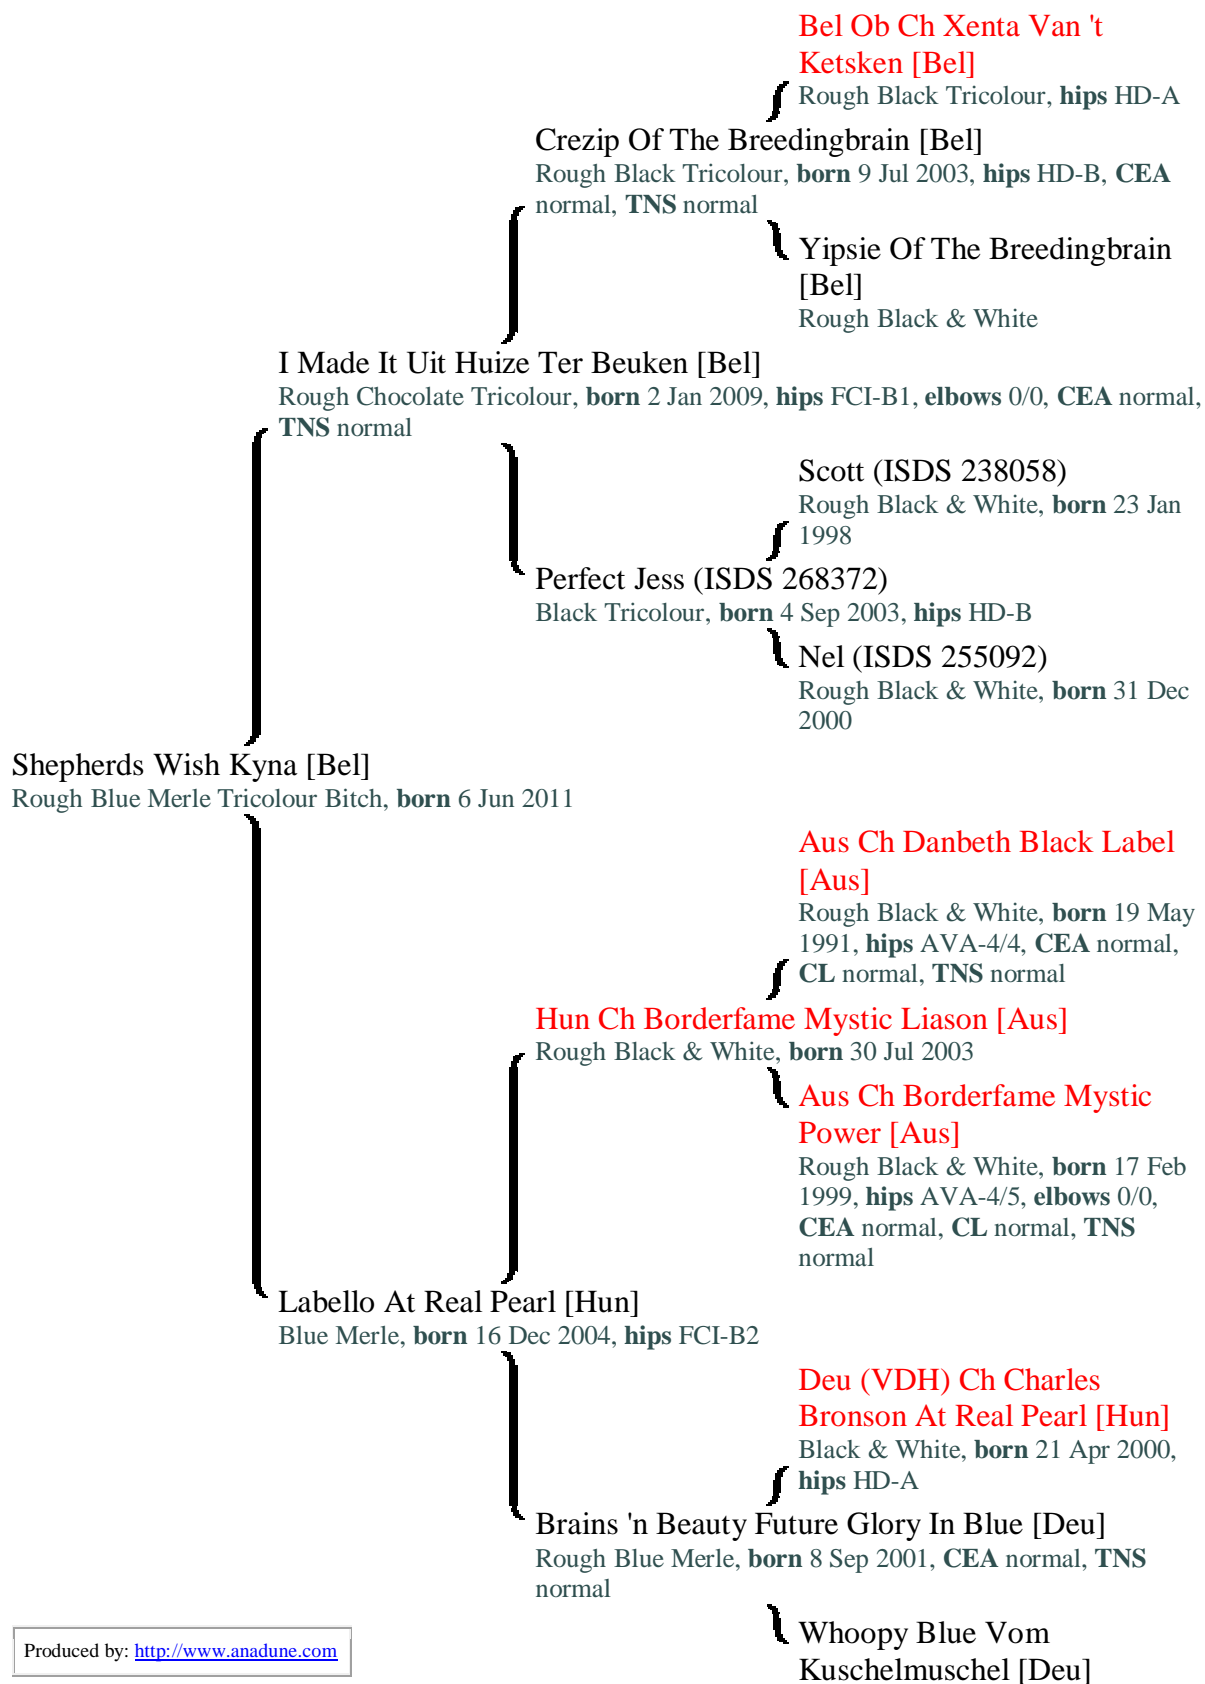 Bel Ob Ch Xenta Van 't
Ketsken [Bel]
Rough Black Tricolour, hips HD-A
Crezip Of The Breedingbrain [Bel]
Rough Black Tricolour, born 9 Jul 2003, hips HD-B, CEA
normal, TNS normal
Yipsie Of The Breedingbrain
[Bel]
Rough Black & White
I Made It Uit Huize Ter Beuken [Bel]
Rough Chocolate Tricolour, born 2 Jan 2009, hips FCI-B1, elbows 0/0, CEA normal,
TNS normal
Scott (ISDS 238058)
Rough Black & White, born 23 Jan
1998
Perfect Jess (ISDS 268372)
Black Tricolour, born 4 Sep 2003, hips HD-B
Nel (ISDS 255092)
Rough Black & White, born 31 Dec
2000
Shepherds Wish Kyna [Bel]
Rough Blue Merle Tricolour Bitch, born 6 Jun 2011
Aus Ch Danbeth Black Label
[Aus]
Rough Black & White, born 19 May
1991, hips AVA-4/4, CEA normal,
CL normal, TNS normal
Hun Ch Borderfame Mystic Liason [Aus]
Rough Black & White, born 30 Jul 2003
Aus Ch Borderfame Mystic
Power [Aus]
Rough Black & White, born 17 Feb
1999, hips AVA-4/5, elbows 0/0,
CEA normal, CL normal, TNS
normal
Labello At Real Pearl [Hun]
Blue Merle, born 16 Dec 2004, hips FCI-B2
Deu (VDH) Ch Charles
Bronson At Real Pearl [Hun]
Black & White, born 21 Apr 2000,
hips HD-A
Brains 'n Beauty Future Glory In Blue [Deu]
Rough Blue Merle, born 8 Sep 2001, CEA normal, TNS
normal
Whoopy Blue Vom
Kuschelmuschel [Deu]
Produced by: http://www.anadune.com